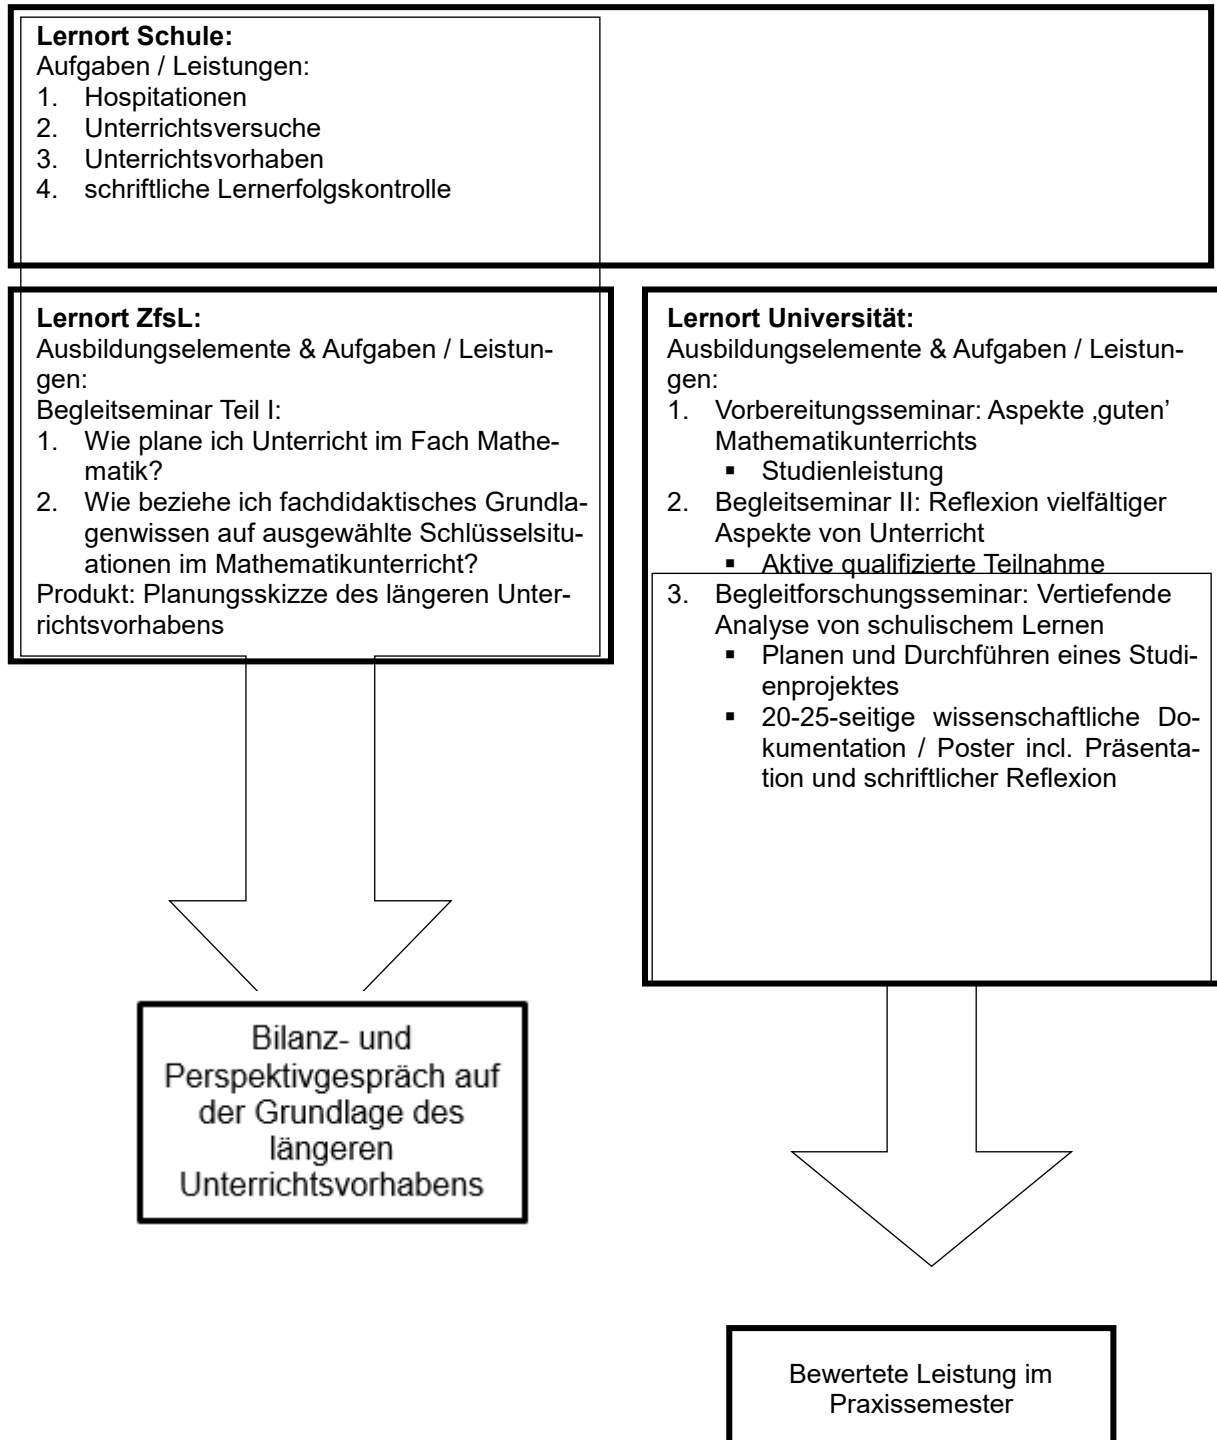 Lernort Schule:
Aufgaben / Leistungen:
1. Hospitationen
2. Unterrichtsversuche
3. Unterrichtsvorhaben
4. schriftliche Lernerfolgskontrolle
Lernort ZfsL:
Ausbildungselemente & Aufgaben / Leistun-
gen:
Begleitseminar Teil I:
1. Wie plane ich Unterricht im Fach Mathe-
matik?
2. Wie beziehe ich fachdidaktisches Grundla-
genwissen auf ausgewählte Schlüsselsitu-
ationen im Mathematikunterricht?
Produkt: Planungsskizze des längeren Unter-
richtsvorhabens
Lernort Universität:
Ausbildungselemente & Aufgaben / Leistun-
gen:
1. Vorbereitungsseminar: Aspekte ‚guten’
Mathematikunterrichts
▪ Studienleistung
2. Begleitseminar II: Reflexion vielfältiger
Aspekte von Unterricht
▪ Aktive qualifizierte Teilnahme
3. Begleitforschungsseminar: Vertiefende
Analyse von schulischem Lernen
▪ Planen und Durchführen eines Studi-
enprojektes
▪ 20-25-seitige wissenschaftliche Do-
kumentation / Poster incl. Präsenta-
tion und schriftlicher Reflexion
Bilanz- und
Perspektivgespräch auf
der Grundlage des
längeren
Unterrichtsvorhabens
Bewertete Leistung im
Praxissemester